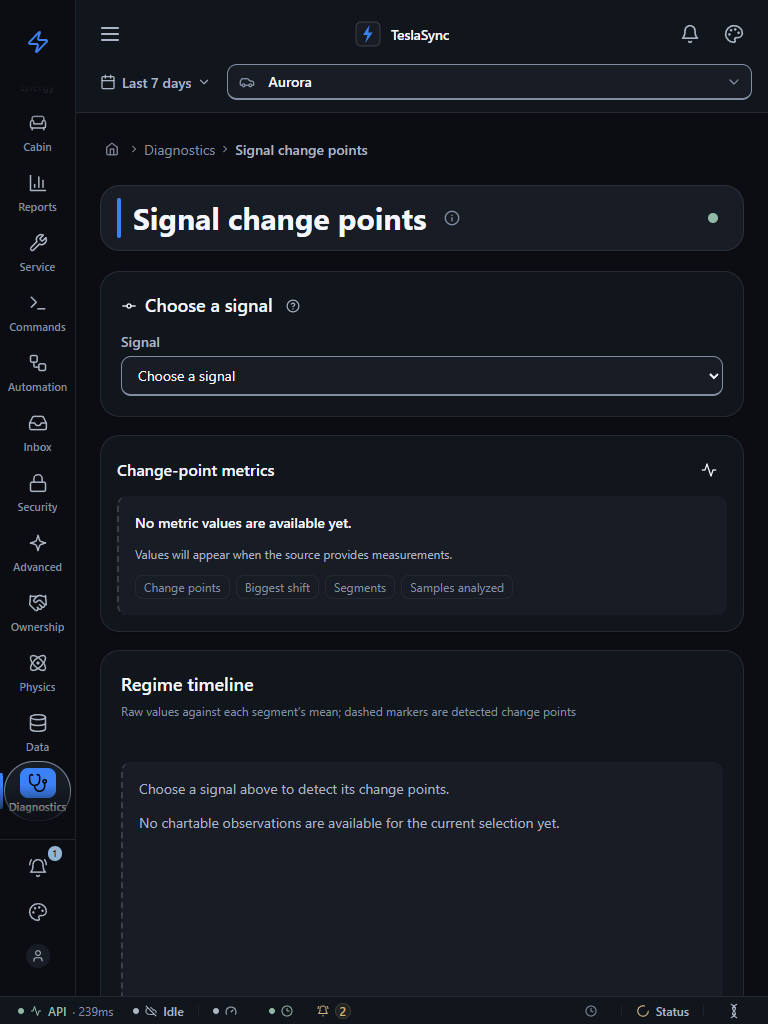 TeslaSync
Last 7 days
Aurora
Energy
Cabin
Reports
Service
Commands
Automation
Inbox
Security
Advanced
Ownership
Physics
Data
Diagnostics
1
Diagnostics
Signal change points
Signal change points
Choose a signal
Signal
Choose a signal
Change-point metrics
No metric values are available yet.
Values will appear when the source provides measurements.
Change points
Biggest shift
Segments
Samples analyzed
Regime timeline
Raw values against each segment's mean; dashed markers are detected change points
Choose a signal above to detect its change points.
No chartable observations are available for the current selection yet.
API · 239ms
Idle
2
Status